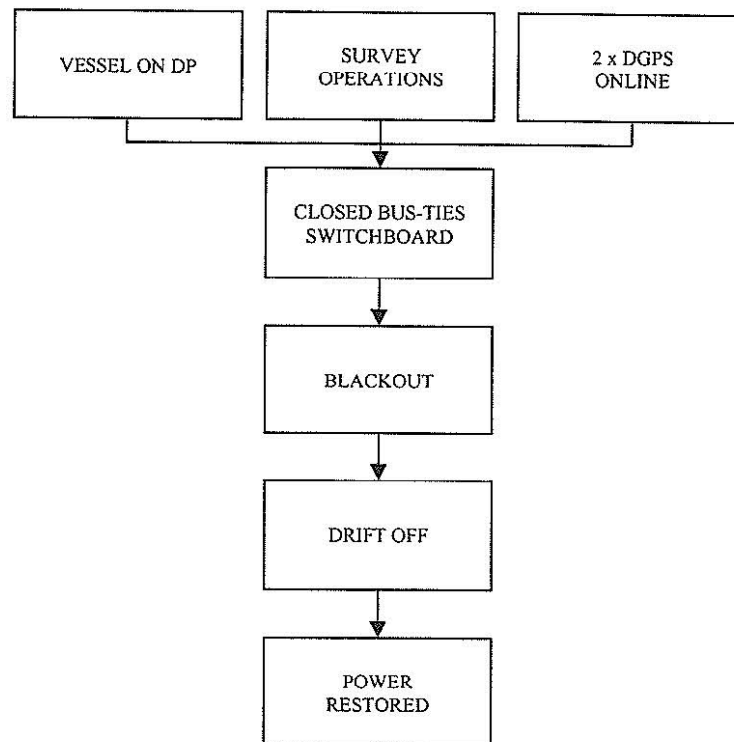 VESSEL ON DP
SURVEY
OPERATIONS
2 x DGPS
ONLINE
CLOSED BUS-TIES
SWITCHBOARD
BLACKOUT
DRIFT OFF
POWER
RESTORED